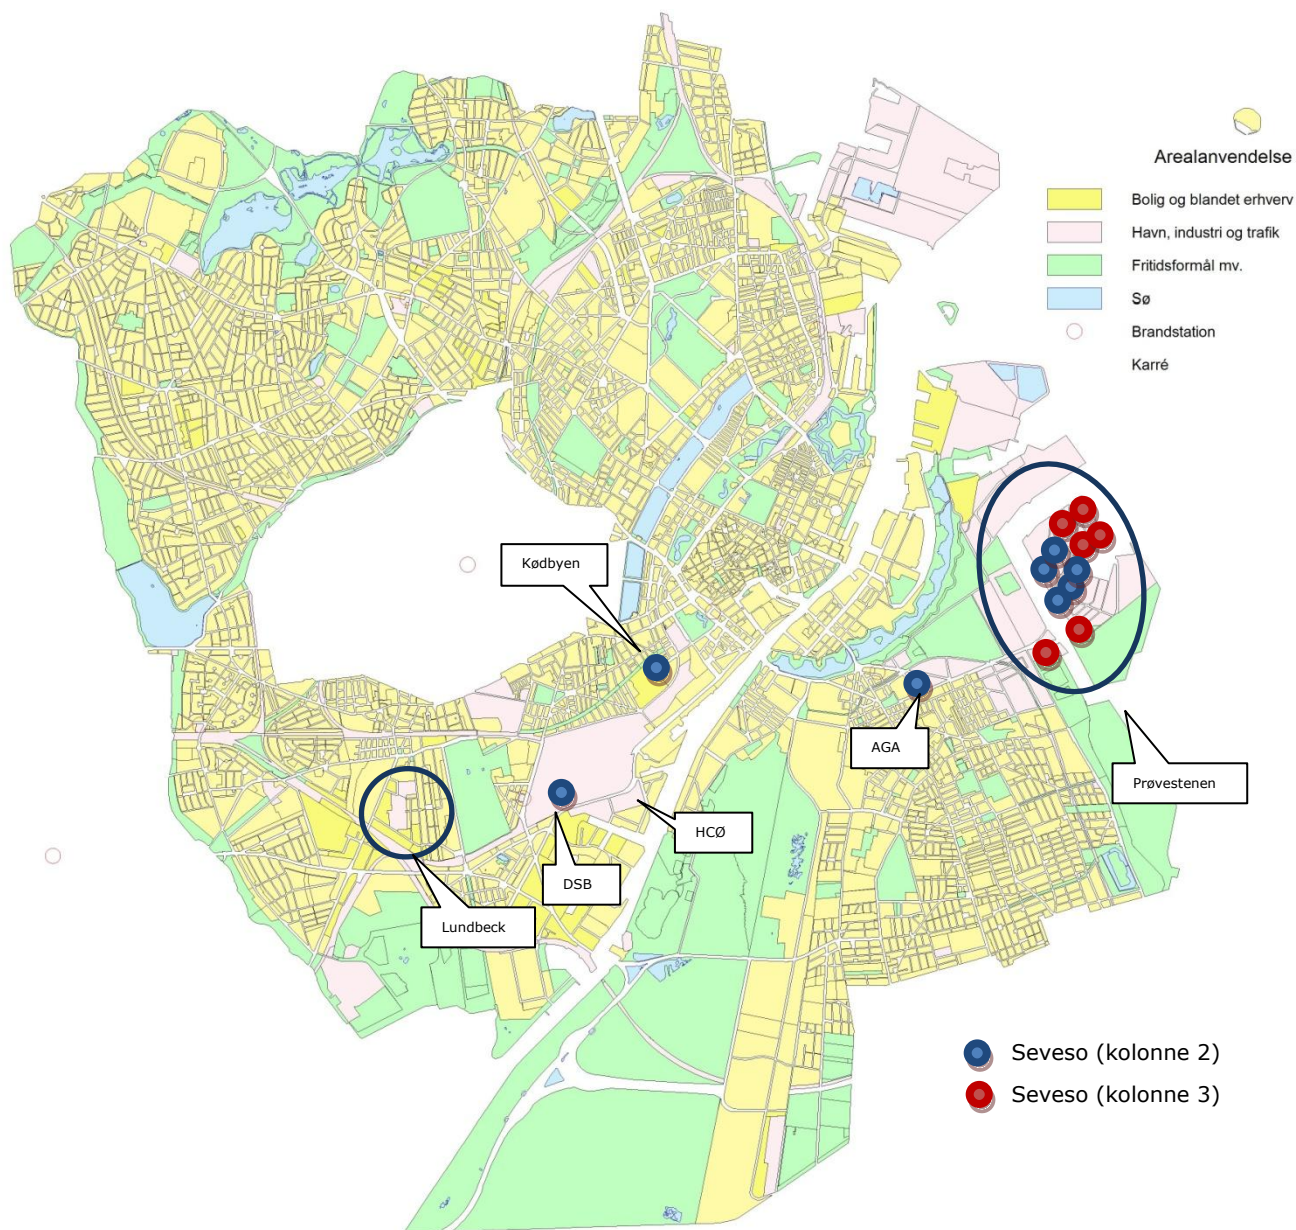 Arealanvendelse
Bolig og blandet erhverv
Havn, industri og trafik
Fritidsformål mv.
Sø
Brandstation
Karré
Kødbyen
AGA
Prøvestenen
HCØ
DSB
Lundbeck
Seveso (kolonne 2)
Seveso (kolonne 3)